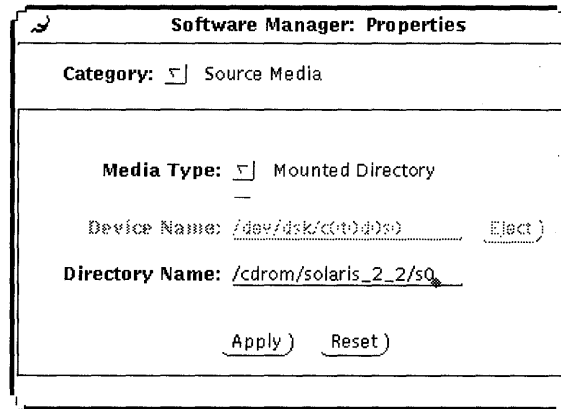 Software Manager: Properties
Category: Source Media
Media Type: Mounted Directory
Device Name: /dev/dsk/c0t0d0s0 Eject
Directory Name: /cdrom/solaris_2_2/s0
Apply Reset